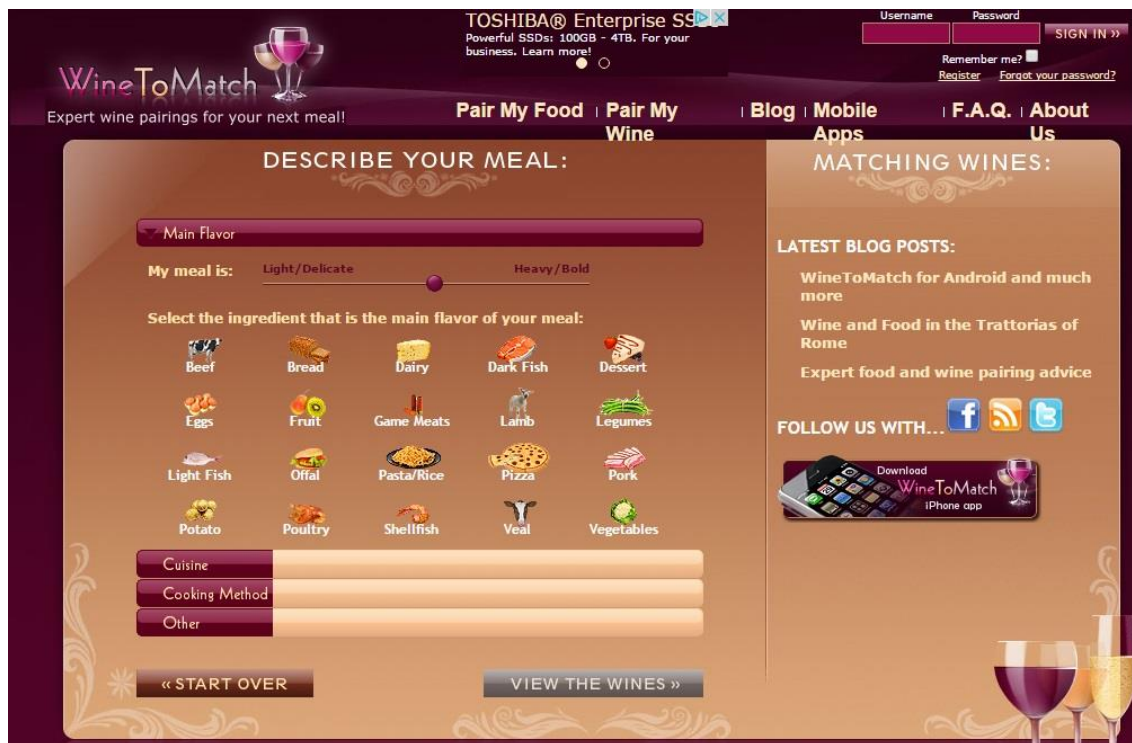 TOSHIBA® Enterprise SS
Powerful SSDs: 100GB - 4TB. For your
business. Learn more!
Username Password
SIGN IN »
Remember me?
Register Forgot your password?
WineToMatch
Expert wine pairings for your next meal!
Pair My Food
Pair My
Wine
Blog
Mobile
Apps
F.A.Q.
About
Us
DESCRIBE YOUR MEAL:
Main Flavor
My meal is:
Light/Delicate
Heavy/Bold
Select the ingredient that is the main flavor of your meal:
Beef Bread Dairy Dark Fish Dessert
Eggs Fruit Game Meats Lamb Legumes
Light Fish Offal Pasta/Rice Pizza Pork
Potato Poultry Shellfish Veal Vegetables
Cuisine
Cooking Method
Other
« START OVER
VIEW THE WINES »
MATCHING WINES:
LATEST BLOG POSTS:
WineToMatch for Android and much
more
Wine and Food in the Trattorias of
Rome
Expert food and wine pairing advice
FOLLOW US WITH...
Download
WineToMatch
iPhone app